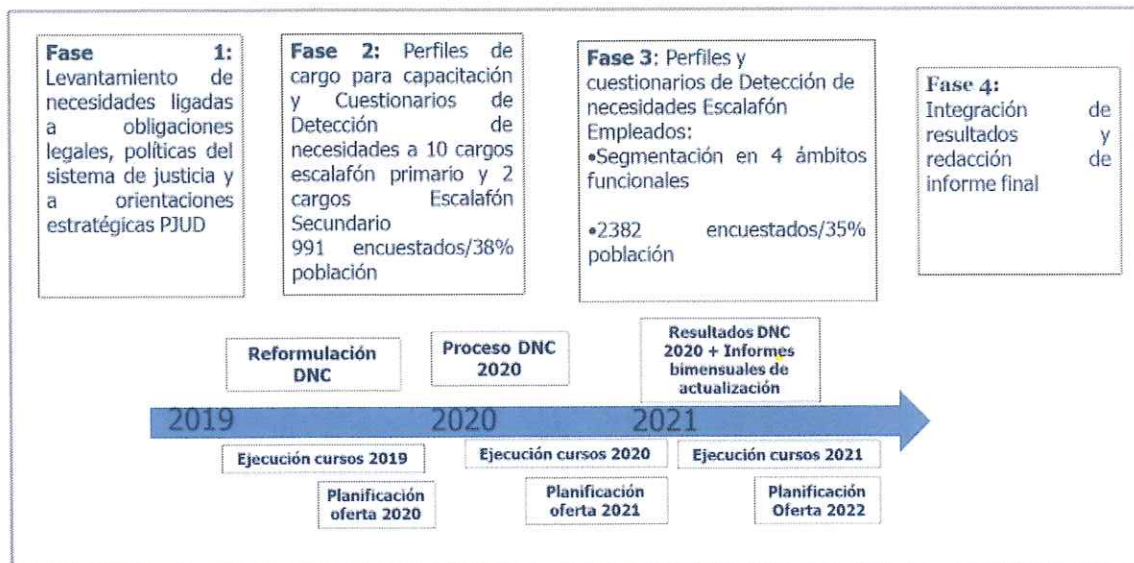 Fase 1:
Levantamiento de
necesidades ligadas
a obligaciones
legales, políticas del
sistema de justicia y
a orientaciones
estratégicas PJUD
Fase 2: Perfiles de
cargo para capacitación
y Cuestionarios de
Detección de
necesidades a 10 cargos
escalafón primario y 2
cargos Escalafón
Secundario
991 encuestados/38%
población
Fase 3: Perfiles y
cuestionarios de Detección de
necesidades Escalafón
Empleados:
•Segmentación en 4 ámbitos
funcionales
•2382 encuestados/35%
población
Fase 4:
Integración de
resultados y
redacción de
informe final
Reformulación
DNC
Proceso DNC
2020
Resultados DNC
2020 + Informes
bimensuales de
actualización
2019 2020 2021
Ejecución cursos 2019
Ejecución cursos 2020
Ejecución cursos 2021
Planificación
oferta 2020
Planificación
oferta 2021
Planificación
Oferta 2022